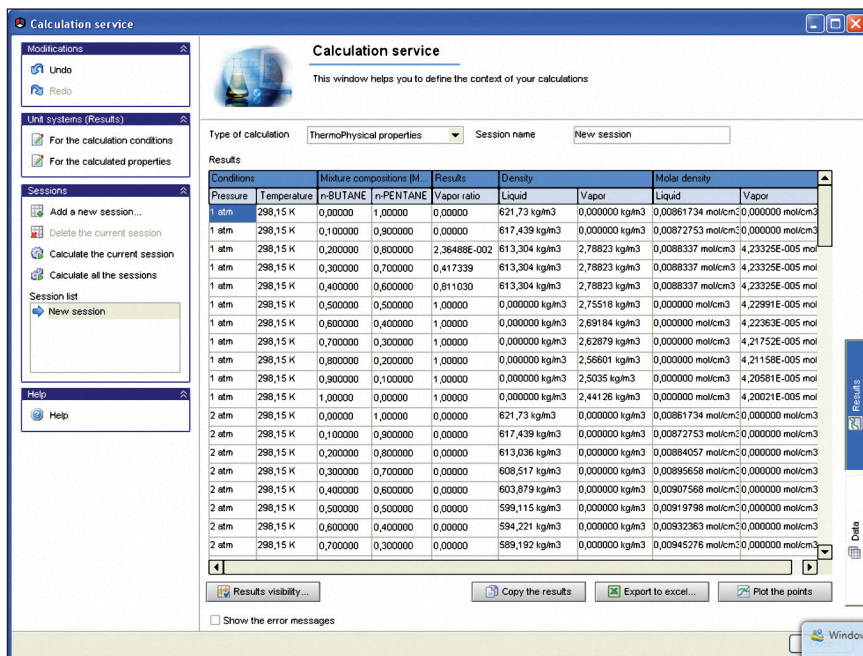 Calculation service
Modifications
Undo
Redo
Unit systems (Results)
For the calculation conditions
For the calculated properties
Sessions
Add a new session...
Delete the current session
Calculate the current session
Calculate all the sessions
Session list
New session
Help
Help
Calculation service
This window helps you to define the context of your calculations
Type of calculation ThermoPhysical properties Session name New session
Results
Conditions Mixture compositions (M... Results Density Molar density
Pressure Temperature n-BUTANE n-PENTANE Vapor ratio Liquid Vapor Liquid Vapor
1 atm 298,15 K 0,00000 1,00000 0,00000 621,73 kg/m3 0,000000 kg/m3 0,00861734 mol/cm3 0,000000 mol/cm3
1 atm 298,15 K 0,100000 0,900000 0,00000 617,439 kg/m3 0,000000 kg/m3 0,00872753 mol/cm3 0,000000 mol/cm3
1 atm 298,15 K 0,200000 0,800000 2,36488E-002 613,304 kg/m3 2,78823 kg/m3 0,0088337 mol/cm3 4,23325E-005 mol
1 atm 298,15 K 0,300000 0,700000 0,417339 613,304 kg/m3 2,78823 kg/m3 0,0088337 mol/cm3 4,23325E-005 mol
1 atm 298,15 K 0,400000 0,600000 0,811030 613,304 kg/m3 2,78823 kg/m3 0,0088337 mol/cm3 4,23325E-005 mol
1 atm 298,15 K 0,500000 0,500000 1,00000 0,000000 kg/m3 2,75518 kg/m3 0,000000 mol/cm3 4,22991E-005 mol
1 atm 298,15 K 0,600000 0,400000 1,00000 0,000000 kg/m3 2,69184 kg/m3 0,000000 mol/cm3 4,22363E-005 mol
1 atm 298,15 K 0,700000 0,300000 1,00000 0,000000 kg/m3 2,62879 kg/m3 0,000000 mol/cm3 4,21752E-005 mol
1 atm 298,15 K 0,800000 0,200000 1,00000 0,000000 kg/m3 2,56601 kg/m3 0,000000 mol/cm3 4,21158E-005 mol
1 atm 298,15 K 0,900000 0,100000 1,00000 0,000000 kg/m3 2,5035 kg/m3 0,000000 mol/cm3 4,20581E-005 mol
1 atm 298,15 K 1,00000 0,00000 1,00000 0,000000 kg/m3 2,44126 kg/m3 0,000000 mol/cm3 4,20021E-005 mol
2 atm 298,15 K 0,00000 1,00000 0,00000 621,73 kg/m3 0,000000 kg/m3 0,00861734 mol/cm3 0,000000 mol/cm3
2 atm 298,15 K 0,100000 0,900000 0,00000 617,439 kg/m3 0,000000 kg/m3 0,00872753 mol/cm3 0,000000 mol/cm3
2 atm 298,15 K 0,200000 0,800000 0,00000 613,036 kg/m3 0,000000 kg/m3 0,00884057 mol/cm3 0,000000 mol/cm3
2 atm 298,15 K 0,300000 0,700000 0,00000 608,517 kg/m3 0,000000 kg/m3 0,00895658 mol/cm3 0,000000 mol/cm3
2 atm 298,15 K 0,400000 0,600000 0,00000 603,879 kg/m3 0,000000 kg/m3 0,00907568 mol/cm3 0,000000 mol/cm3
2 atm 298,15 K 0,500000 0,500000 0,00000 599,115 kg/m3 0,000000 kg/m3 0,00919798 mol/cm3 0,000000 mol/cm3
2 atm 298,15 K 0,600000 0,400000 0,00000 594,221 kg/m3 0,000000 kg/m3 0,00932363 mol/cm3 0,000000 mol/cm3
2 atm 298,15 K 0,700000 0,300000 0,00000 589,192 kg/m3 0,000000 kg/m3 0,00945276 mol/cm3 0,000000 mol/cm3
Results visibility... Copy the results Export to excel... Plot the points
Show the error messages
Results
Data
Window